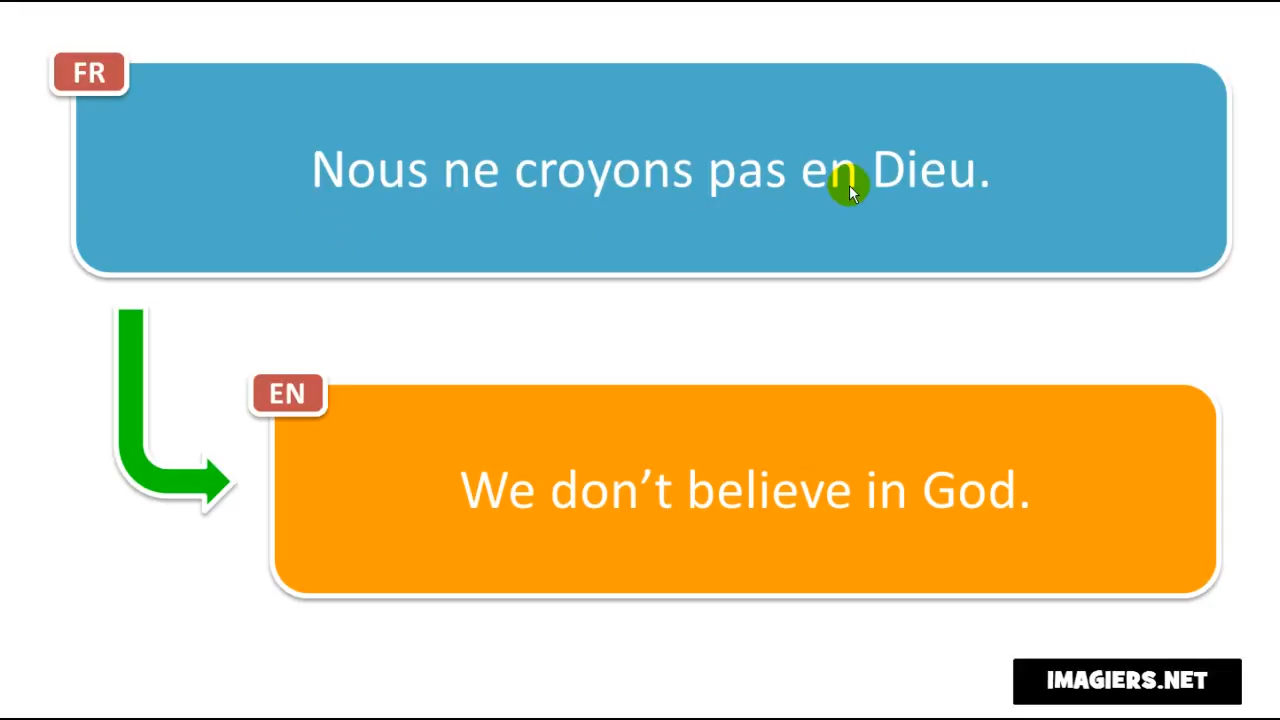 FR
Nous ne croyons pas en Dieu.
EN
We don’t believe in God.
IMAGIERS.NET